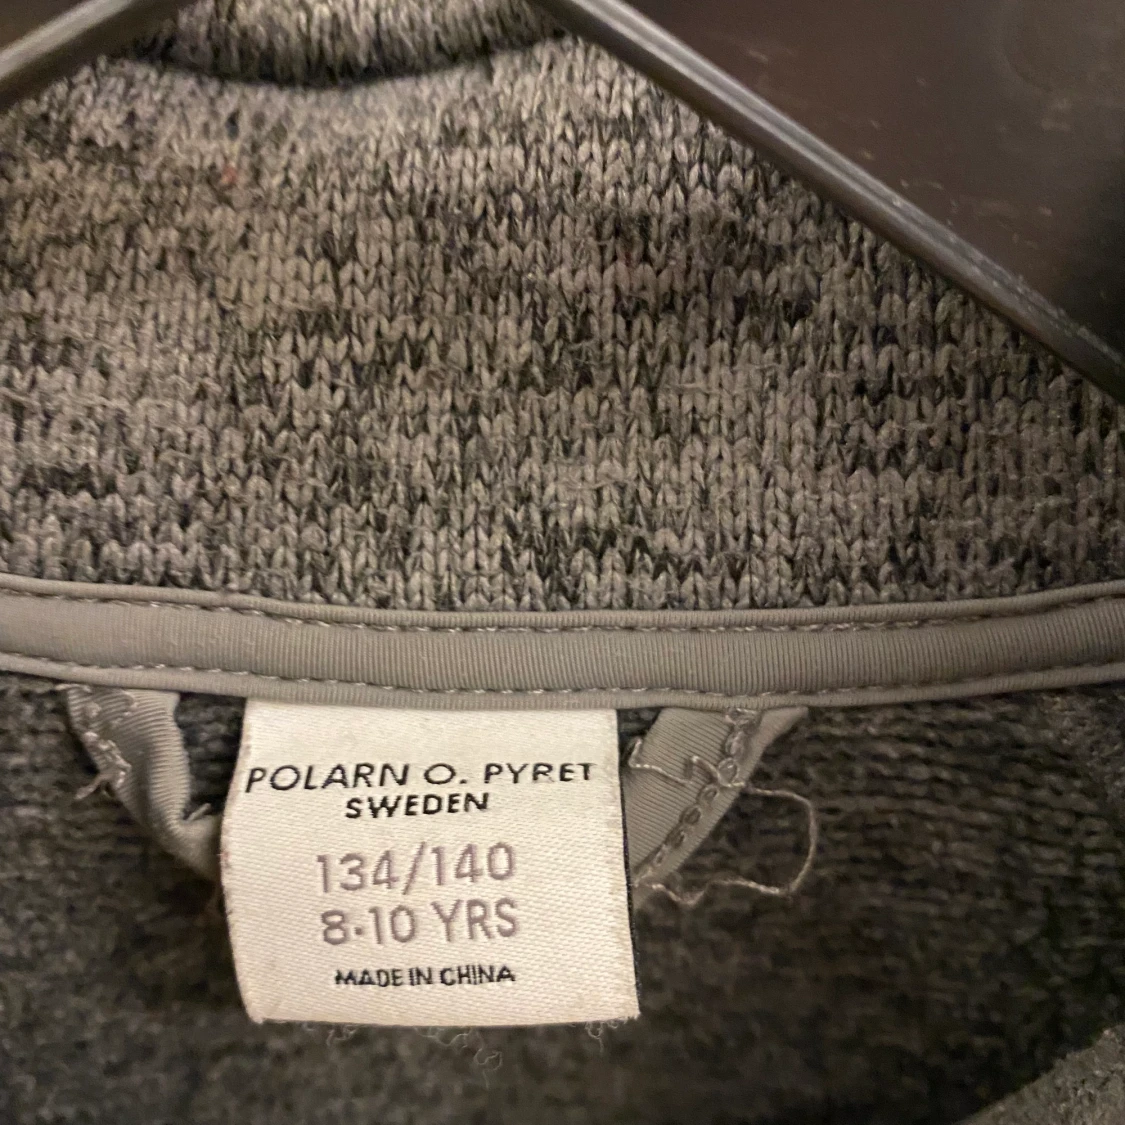 POLARN O. PYRET
SWEDEN
134/140
8-10 YRS
MADE IN CHINA